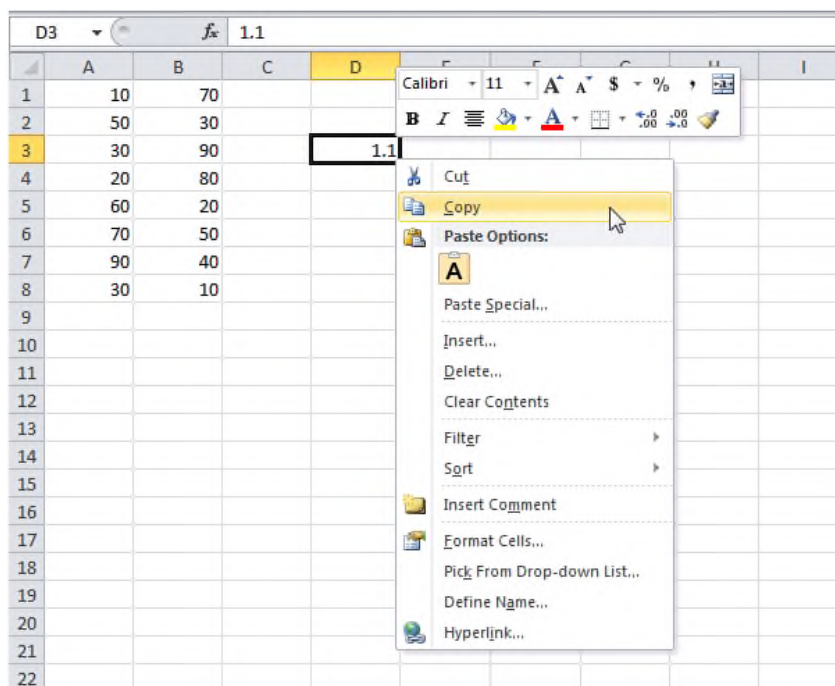 D3 fx 1.1
A B C D I
Calibri 11 A A $ % ,
B I A .00 .0 .00 .0
1 10 70
2 50 30
3 30 90 1.1
4 20 80
5 60 20
6 70 50
7 90 40
8 30 10
9
10
11
12
13
14
15
16
17
18
19
20
21
22
Cut
Copy
Paste Options:
A
Paste Special...
Insert...
Delete...
Clear Contents
Filter
Sort
Insert Comment
Format Cells...
Pick From Drop-down List...
Define Name...
Hyperlink...